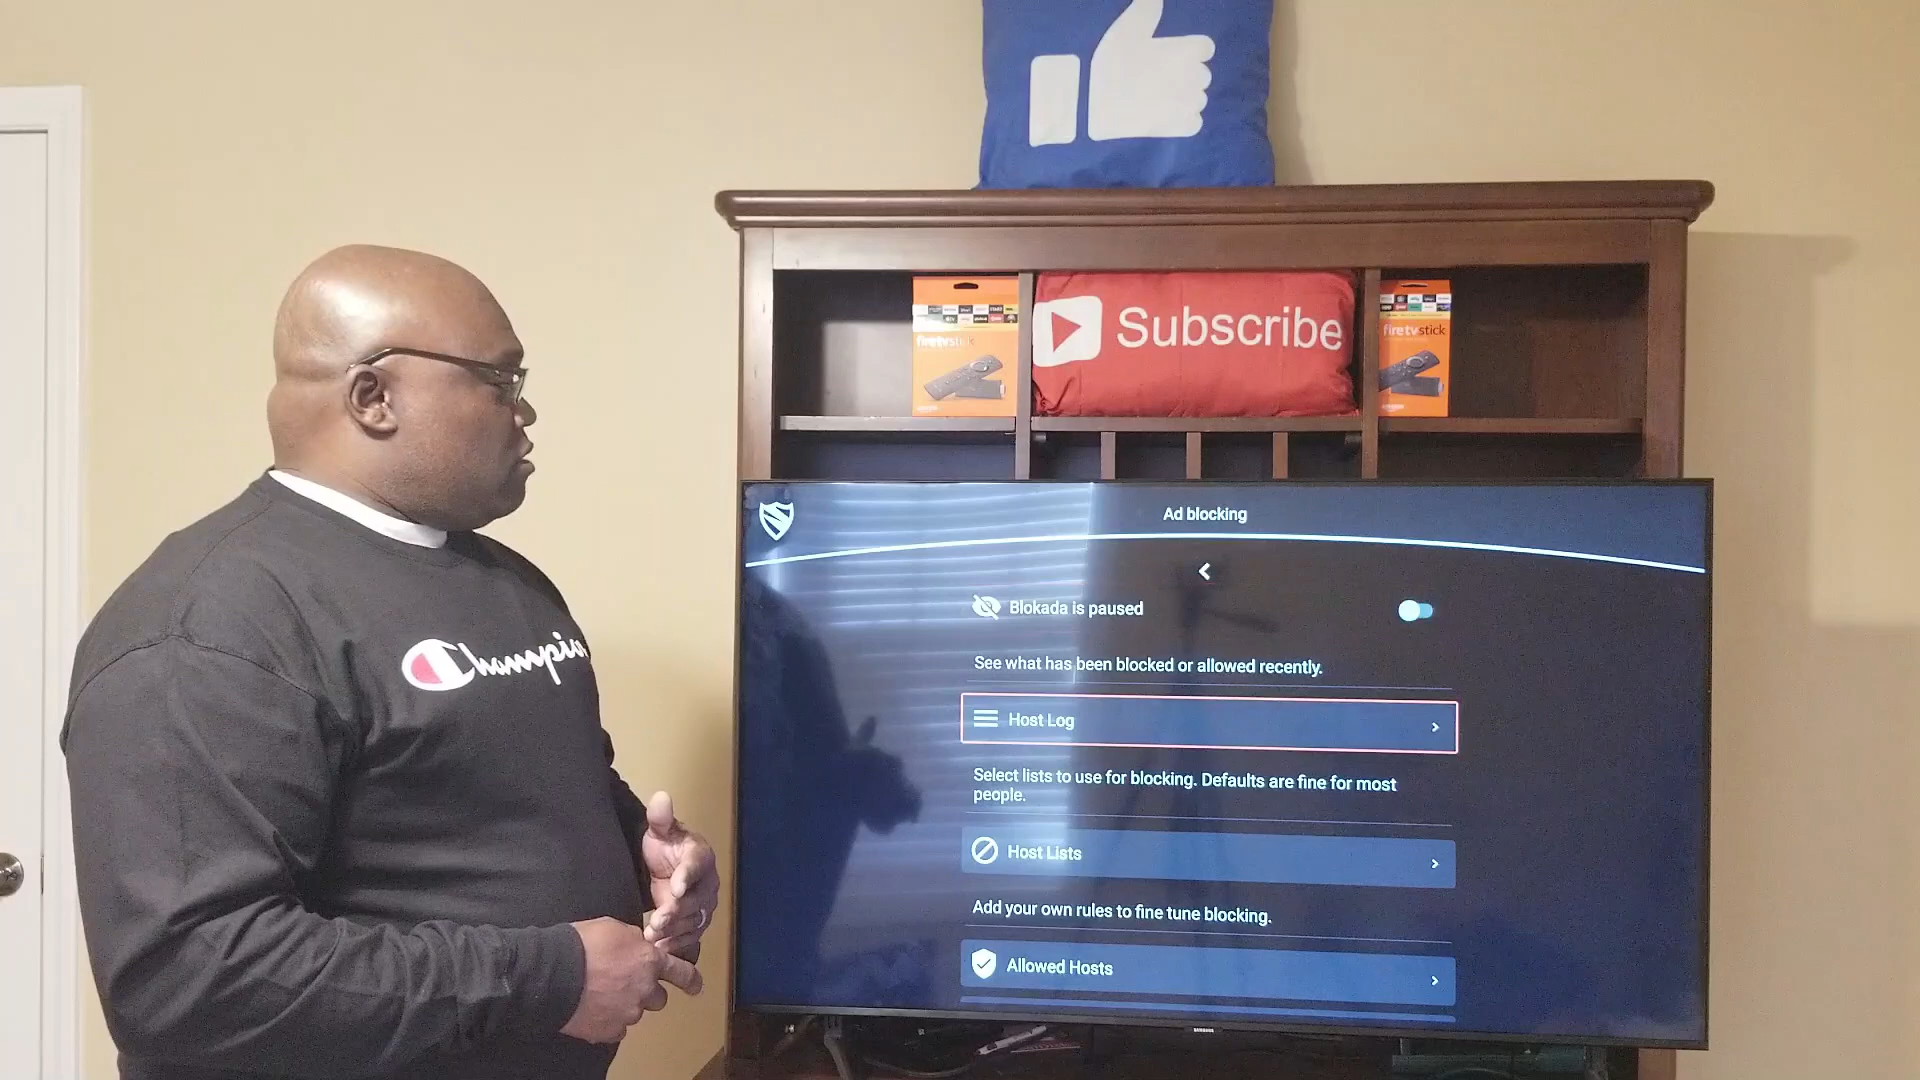 Subscribe
firetvstick
firetvstick
Champion
Ad blocking
Blokada is paused
See what has been blocked or allowed recently.
Host Log
Select lists to use for blocking. Defaults are fine for most
people.
Host Lists
Add your own rules to fine tune blocking.
Allowed Hosts
SAMSUNG